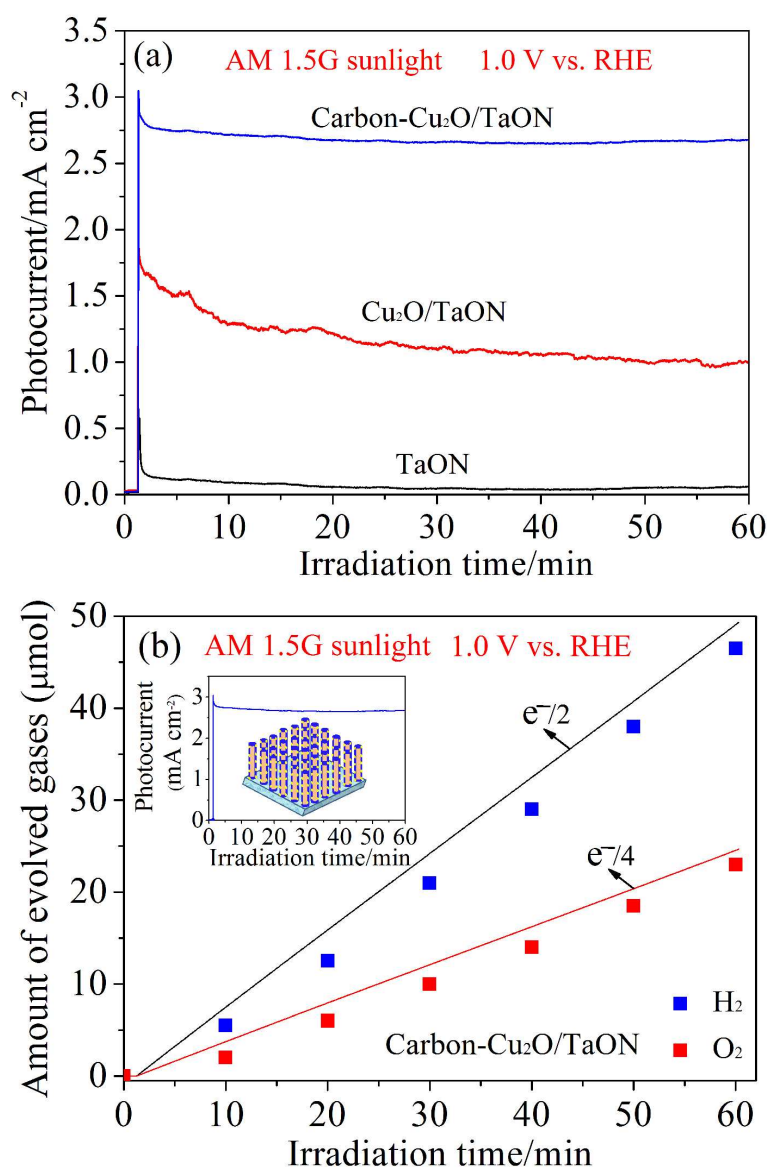 (a)
AM 1.5G sunlight 1.0 V vs. RHE
Carbon-Cu₂O/TaON
Cu₂O/TaON
TaON
Photocurrent/mA cm⁻²
3.5
3.0
2.5
2.0
1.5
1.0
0.5
0.0
0 10 20 30 40 50 60
Irradiation time/min
(b)
AM 1.5G sunlight 1.0 V vs. RHE
Amount of evolved gases (μmol)
50
40
30
20
10
0
Photocurrent
(mA cm⁻²)
3
2
1
0
0 10 20 30 40 50 60
Irradiation time/min
e⁻/2
e⁻/4
H₂
Carbon-Cu₂O/TaON
O₂
0 10 20 30 40 50 60
Irradiation time/min